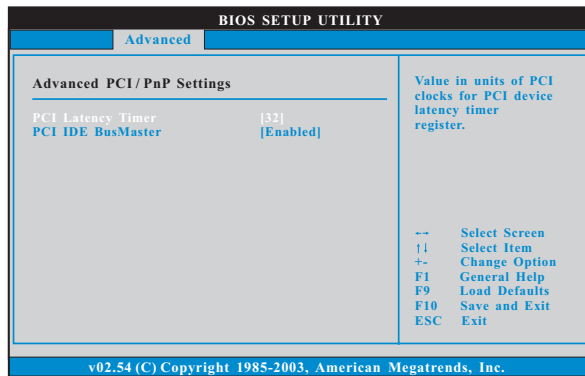 BIOS SETUP UTILITY
Advanced
Advanced PCI / PnP Settings
PCI Latency Timer [32]
PCI IDE BusMaster [Enabled]
Value in units of PCI
clocks for PCI device
latency timer
register.
←→ Select Screen
↑↓ Select Item
+- Change Option
F1 General Help
F9 Load Defaults
F10 Save and Exit
ESC Exit
v02.54 (C) Copyright 1985-2003, American Megatrends, Inc.